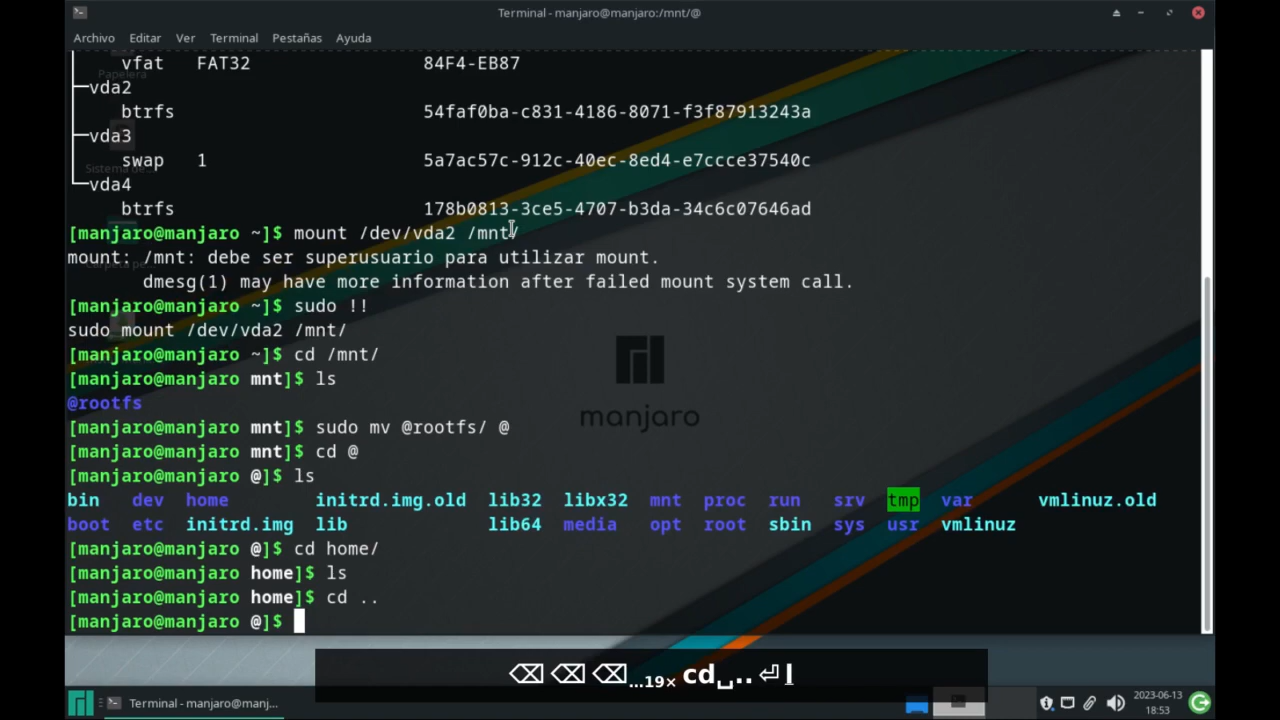 Terminal - manjaro@manjaro:/mnt/@
Archivo Editar Ver Terminal Pestañas Ayuda
Papelera
vfat FAT32 84F4-EB87
├─vda2
btrfs 54faf0ba-c831-4186-8071-f3f87913243a
├─vda3
swap 1 5a7ac57c-912c-40ec-8ed4-e7ccce37540c
Sistema de...
└─vda4
btrfs 178b0813-3ce5-4707-b3da-34c6c07646ad
[manjaro@manjaro ~]$ mount /dev/vda2 /mnt/
mount: /mnt: debe ser superusuario para utilizar mount.
Carpeta pe...
dmesg(1) may have more information after failed mount system call.
[manjaro@manjaro ~]$ sudo !!
sudo mount /dev/vda2 /mnt/
[manjaro@manjaro ~]$ cd /mnt/
[manjaro@manjaro mnt]$ ls
@rootfs
[manjaro@manjaro mnt]$ sudo mv @rootfs/ @
manjaro
[manjaro@manjaro mnt]$ cd @
[manjaro@manjaro @]$ ls
bin dev home initrd.img.old lib32 libx32 mnt proc run srv tmp var vmlinuz.old
boot etc initrd.img lib lib64 media opt root sbin sys usr vmlinuz
[manjaro@manjaro @]$ cd home/
[manjaro@manjaro home]$ ls
[manjaro@manjaro home]$ cd ..
[manjaro@manjaro @]$
⌫ ⌫ ⌫...19× cd␣..⏎l
Terminal - manjaro@manj...
2023-06-13
18:53